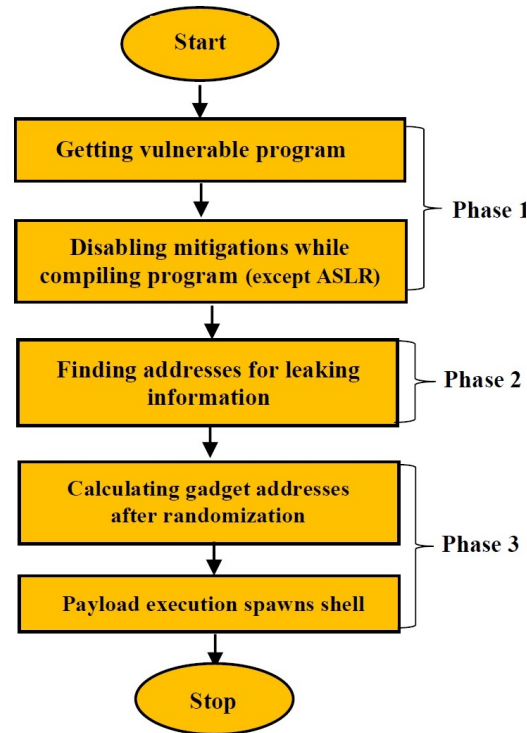 Start
Getting vulnerable program
Phase 1
Disabling mitigations while
compiling program (except ASLR)
Finding addresses for leaking
information
Phase 2
Calculating gadget addresses
after randomization
Phase 3
Payload execution spawns shell
Stop